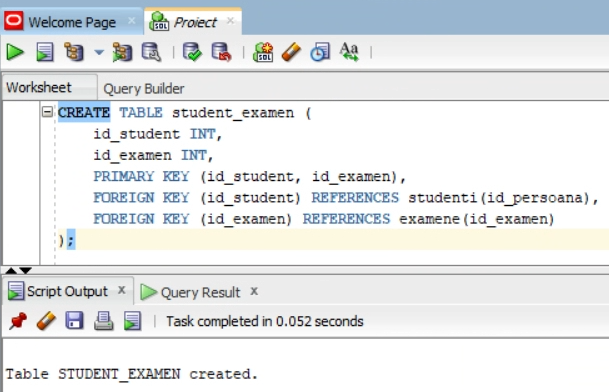 Welcome Page × Proiect ×
SQL
Aa
Worksheet Query Builder
CREATE TABLE student_examen (
id_student INT,
id_examen INT,
PRIMARY KEY (id_student, id_examen),
FOREIGN KEY (id_student) REFERENCES studenti(id_persoana),
FOREIGN KEY (id_examen) REFERENCES examene(id_examen)
);
Script Output × Query Result ×
Task completed in 0.052 seconds
Table STUDENT_EXAMEN created.